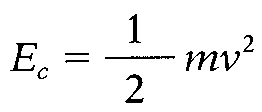 E_c = \frac{1}{2} mv^2